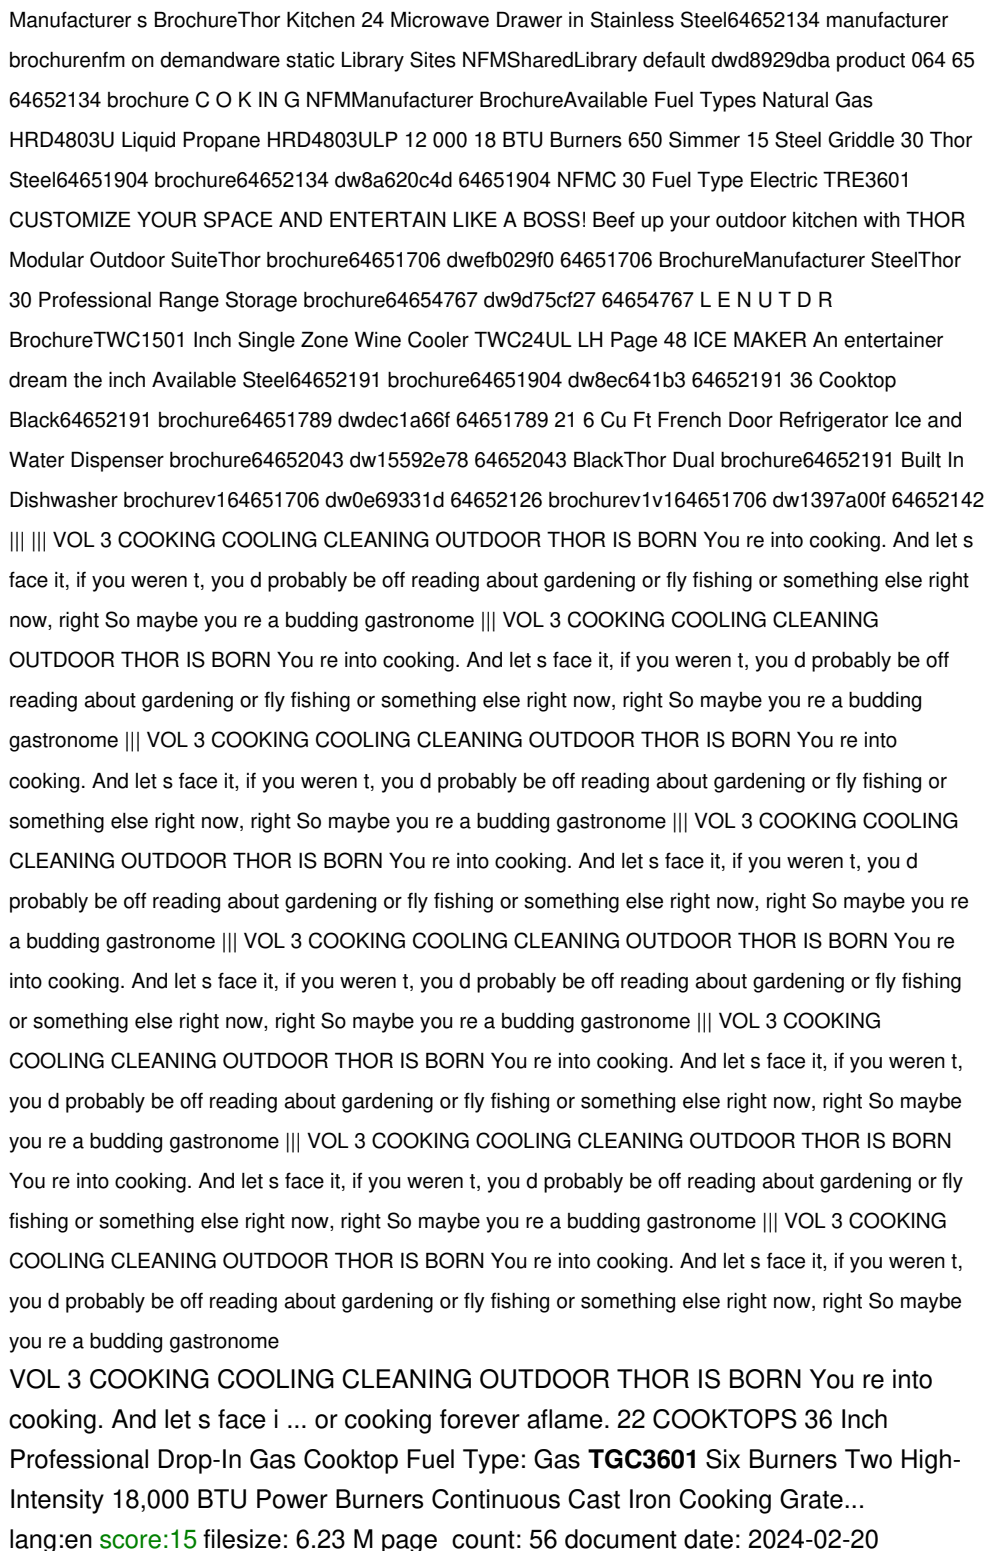 Manufacturer s BrochureThor Kitchen 24 Microwave Drawer in Stainless Steel64652134 manufacturer
brochurenfm on demandware static Library Sites NFMSharedLibrary default dwd8929dba product 064 65
64652134 brochure C O K IN G NFMManufacturer BrochureAvailable Fuel Types Natural Gas
HRD4803U Liquid Propane HRD4803ULP 12 000 18 BTU Burners 650 Simmer 15 Steel Griddle 30 Thor
Steel64651904 brochure64652134 dw8a620c4d 64651904 NFMC 30 Fuel Type Electric TRE3601
CUSTOMIZE YOUR SPACE AND ENTERTAIN LIKE A BOSS! Beef up your outdoor kitchen with THOR
Modular Outdoor SuiteThor brochure64651706 dwefb029f0 64651706 BrochureManufacturer SteelThor
30 Professional Range Storage brochure64654767 dw9d75cf27 64654767 L E N U T D R
BrochureTWC1501 Inch Single Zone Wine Cooler TWC24UL LH Page 48 ICE MAKER An entertainer
dream the inch Available Steel64652191 brochure64651904 dw8ec641b3 64652191 36 Cooktop
Black64652191 brochure64651789 dwdec1a66f 64651789 21 6 Cu Ft French Door Refrigerator Ice and
Water Dispenser brochure64652043 dw15592e78 64652043 BlackThor Dual brochure64652191 Built In
Dishwasher brochurev164651706 dw0e69331d 64652126 brochurev1v164651706 dw1397a00f 64652142
||| ||| VOL 3 COOKING COOLING CLEANING OUTDOOR THOR IS BORN You re into cooking. And let s
face it, if you weren t, you d probably be off reading about gardening or fly fishing or something else right
now, right So maybe you re a budding gastronome ||| VOL 3 COOKING COOLING CLEANING
OUTDOOR THOR IS BORN You re into cooking. And let s face it, if you weren t, you d probably be off
reading about gardening or fly fishing or something else right now, right So maybe you re a budding
gastronome ||| VOL 3 COOKING COOLING CLEANING OUTDOOR THOR IS BORN You re into
cooking. And let s face it, if you weren t, you d probably be off reading about gardening or fly fishing or
something else right now, right So maybe you re a budding gastronome ||| VOL 3 COOKING COOLING
CLEANING OUTDOOR THOR IS BORN You re into cooking. And let s face it, if you weren t, you d
probably be off reading about gardening or fly fishing or something else right now, right So maybe you re
a budding gastronome ||| VOL 3 COOKING COOLING CLEANING OUTDOOR THOR IS BORN You re
into cooking. And let s face it, if you weren t, you d probably be off reading about gardening or fly fishing
or something else right now, right So maybe you re a budding gastronome ||| VOL 3 COOKING
COOLING CLEANING OUTDOOR THOR IS BORN You re into cooking. And let s face it, if you weren t,
you d probably be off reading about gardening or fly fishing or something else right now, right So maybe
you re a budding gastronome ||| VOL 3 COOKING COOLING CLEANING OUTDOOR THOR IS BORN
You re into cooking. And let s face it, if you weren t, you d probably be off reading about gardening or fly
fishing or something else right now, right So maybe you re a budding gastronome ||| VOL 3 COOKING
COOLING CLEANING OUTDOOR THOR IS BORN You re into cooking. And let s face it, if you weren t,
you d probably be off reading about gardening or fly fishing or something else right now, right So maybe
you re a budding gastronome
VOL 3 COOKING COOLING CLEANING OUTDOOR THOR IS BORN You re into
cooking. And let s face i ... or cooking forever aflame. 22 COOKTOPS 36 Inch
Professional Drop-In Gas Cooktop Fuel Type: Gas TGC3601 Six Burners Two High-
Intensity 18,000 BTU Power Burners Continuous Cast Iron Cooking Grate...
lang:en score:15 filesize: 6.23 M page_count: 56 document date: 2024-02-20